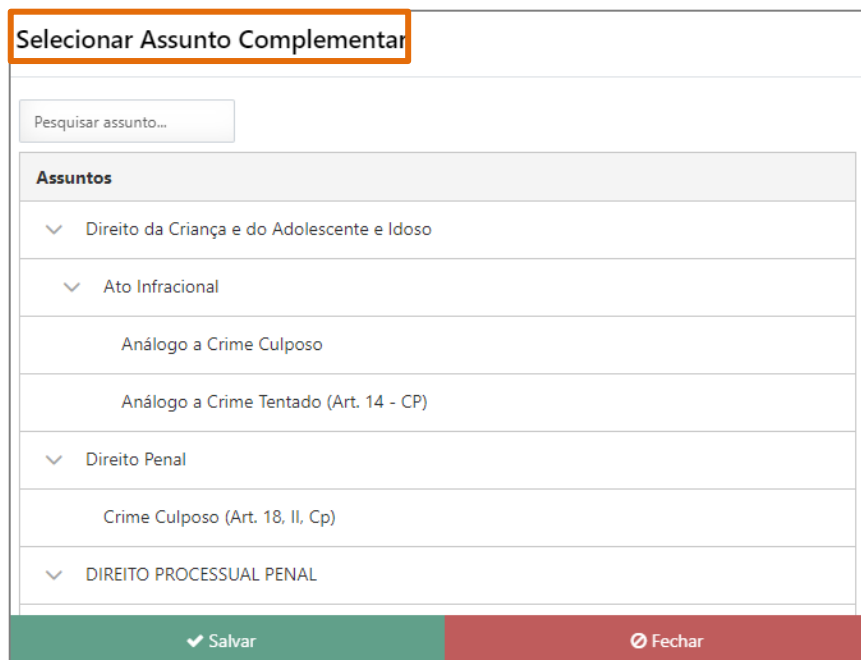 Selecionar Assunto Complementar
Pesquisar assunto...
Assuntos
Direito da Criança e do Adolescente e Idoso
Ato Infracional
Análogo a Crime Culposo
Análogo a Crime Tentado (Art. 14 - CP)
Direito Penal
Crime Culposo (Art. 18, II, Cp)
DIREITO PROCESSUAL PENAL
Salvar
Fechar